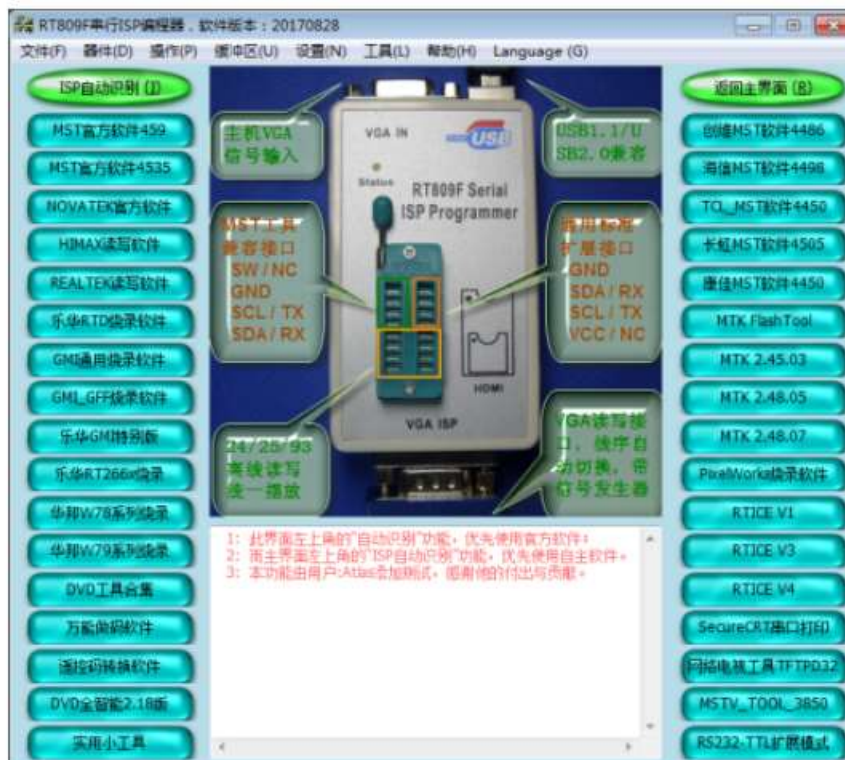 RT809F串行ISP编程器 , 软件版本 : 20170828
文件(F) 器件(D) 操作(P) 缓冲区(U) 设置(N) 工具(L) 帮助(H) Language (G)
ISP自动识别 (I)
MST官方软件459
MST官方软件4535
NOVATEK官方软件
HIMAX读写软件
REALTEK读写软件
乐华RTD烧录软件
GMI通用烧录软件
GMI_GFF烧录软件
乐华GMI特别版
乐华RT266x烧录
华邦W78系列烧录
华邦W79系列烧录
DVD工具合集
万能做码软件
遥控码转换软件
DVD全智能2.18版
实用小工具
主机VGA
信号输入
VGA IN
USB
USB1.1/U
SB2.0兼容
Status
RT809F Serial
ISP Programmer
MST工具
兼容接口
SW / NC
GND
SCL / TX
SDA / RX
通用标准
扩展接口
GND
SDA / RX
SCL / TX
VCC / NC
HDMI
VGA ISP
24/25/93
离线读写
统一摆放
VGA读写接
口，线序自
动切换，带
信号发生器
1: 此界面左上角的"自动识别"功能，优先使用官方软件；
2: 而主界面左上角的"ISP自动识别"功能，优先使用自主软件。
3: 本功能由用户:Atlas添加测试，感谢他的付出与贡献。
返回主界面 (R)
创维MST软件4486
海信MST软件4498
TCL_MST软件4450
长虹MST软件4505
康佳MST软件4450
MTK FlashTool
MTK 2.45.03
MTK 2.48.05
MTK 2.48.07
PixelWorks烧录软件
RTICE V1
RTICE V3
RTICE V4
SecureCRT串口打印
网络电视工具TFTPD32
MSTV_TOOL_3850
RS232-TTL扩展模式